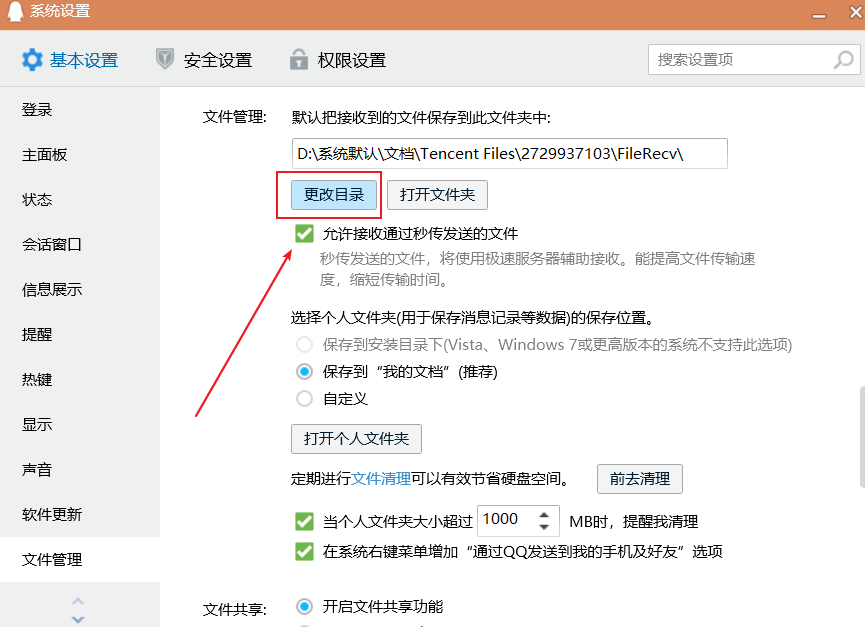 系统设置
基本设置 安全设置 权限设置 搜索设置项
登录
主面板
状态
会话窗口
信息展示
提醒
热键
显示
声音
软件更新
文件管理
文件管理: 默认把接收到的文件保存到此文件夹中:
D:\系统默认\文档\Tencent Files\2729937103\FileRecv\
更改目录 打开文件夹
允许接收通过秒传发送的文件
秒传发送的文件，将使用极速服务器辅助接收。能提高文件传输速
度，缩短传输时间。
选择个人文件夹(用于保存消息记录等数据)的保存位置。
保存到安装目录下(Vista、Windows 7或更高版本的系统不支持此选项)
保存到“我的文档”(推荐)
自定义
打开个人文件夹
定期进行文件清理可以有效节省硬盘空间。 前去清理
当个人文件夹大小超过 1000 MB时，提醒我清理
在系统右键菜单增加“通过QQ发送到我的手机及好友”选项
文件共享: 开启文件共享功能